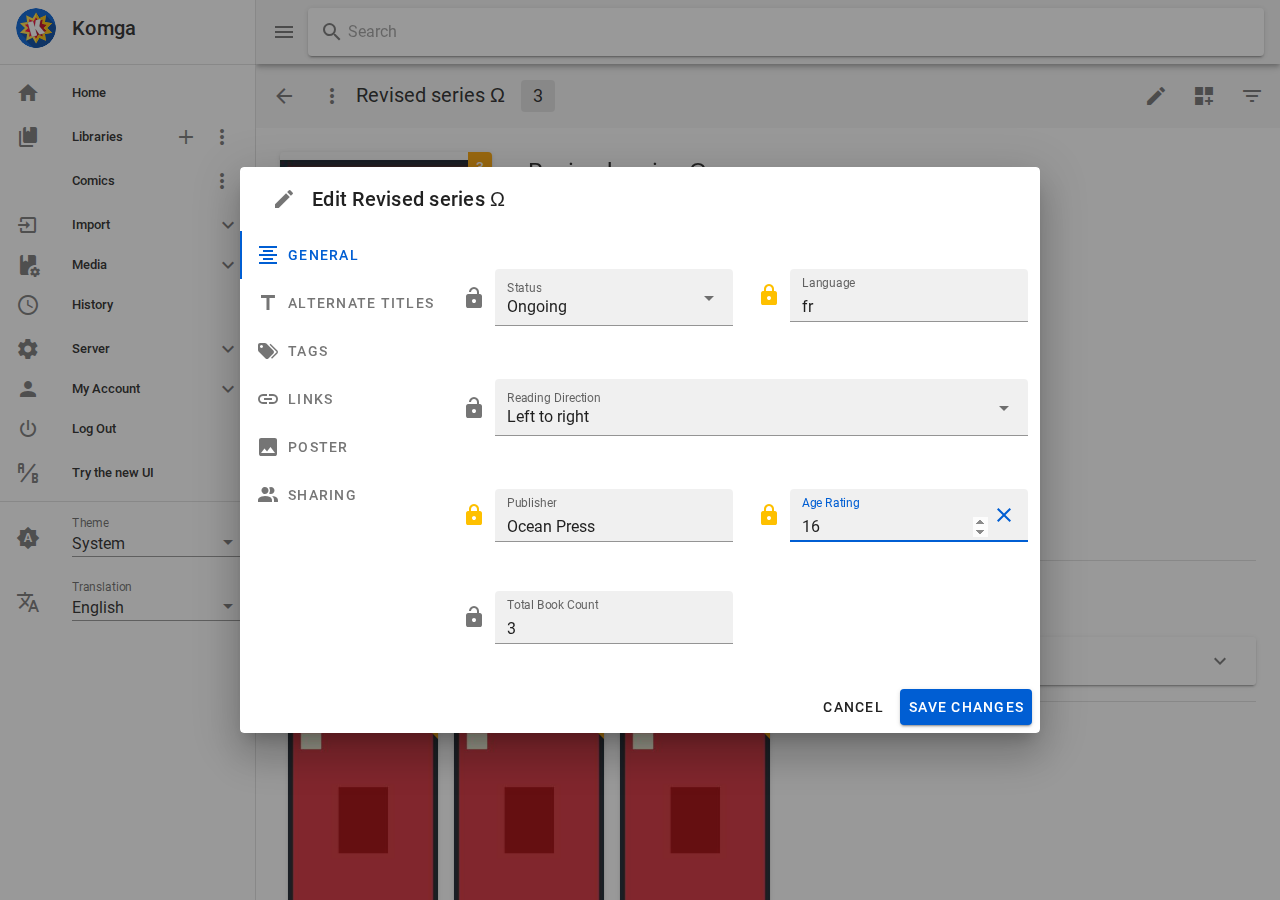 Komga
Search
Home
Libraries
Comics
Import
Media
History
Server
My Account
Log Out
Try the new UI
Theme
System
Translation
English
Revised series Ω
3
3
Edit Revised series Ω
GENERAL
ALTERNATE TITLES
TAGS
LINKS
POSTER
SHARING
Status
Ongoing
Language
fr
Reading Direction
Left to right
Publisher
Ocean Press
Age Rating
16
Total Book Count
3
CANCEL
SAVE CHANGES